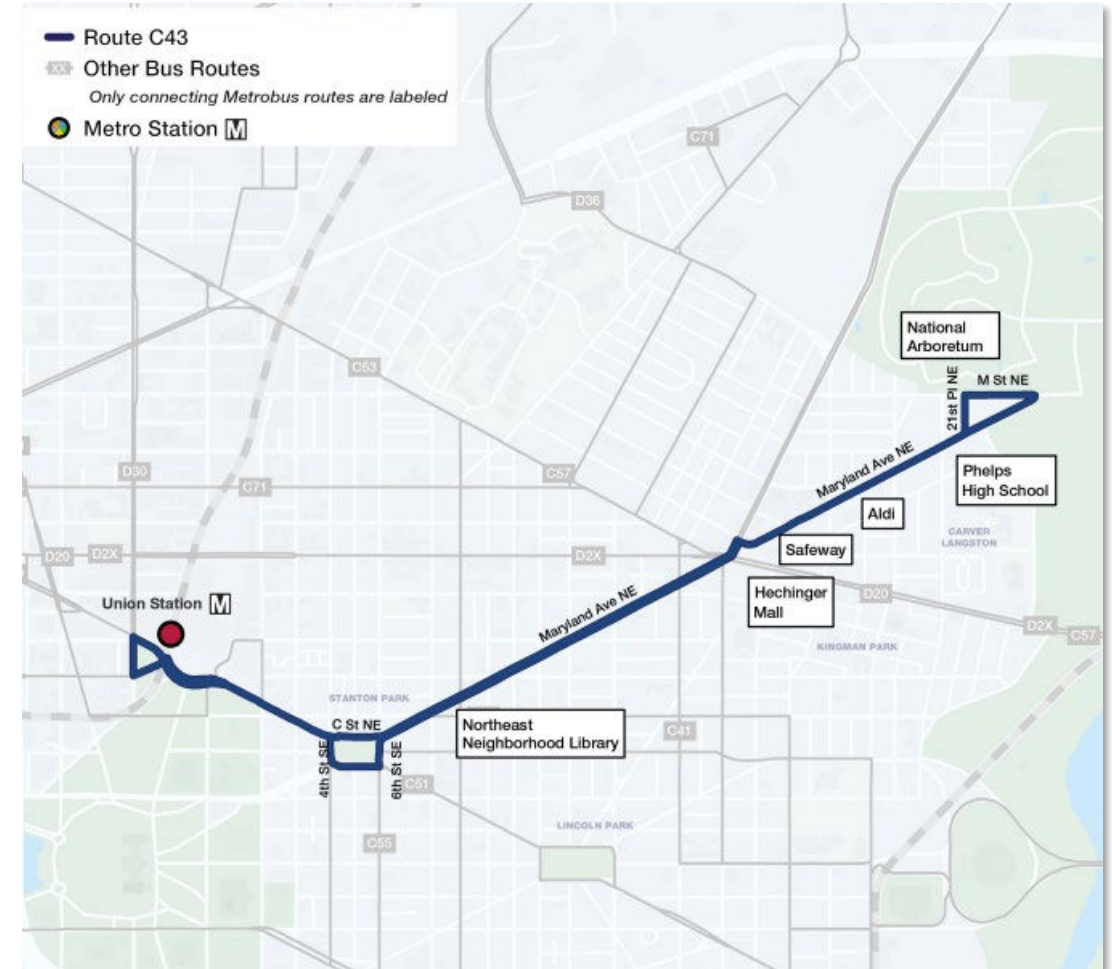 Route C43
XX Other Bus Routes
Only connecting Metrobus routes are labeled
Metro Station M
C71
D36
National
Arboretum
21st Pl NE
M St NE
C53
Maryland Ave NE
Phelps
High School
D30
C71
C57
Aldi
CARVER
LANGSTON
D20
D2X
D2X
Safeway
Hechinger
Mall
D20
Union Station M
Maryland Ave NE
D2X
C57
KINGMAN PARK
STANTON PARK
C St NE
Northeast
Neighborhood Library
C41
4th St SE
6th St SE
C51
LINCOLN PARK
C55